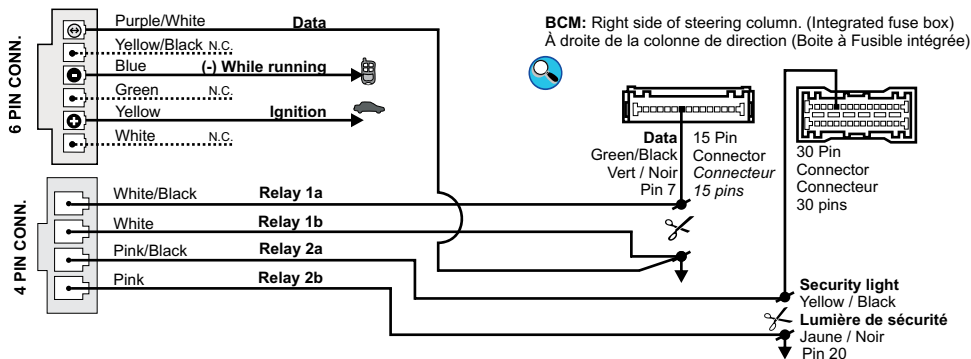 BCM: Right side of steering column. (Integrated fuse box)
À droite de la colonne de direction (Boite à Fusible intégrée)
6 PIN CONN.
Purple/White Data
Yellow/Black N.C.
Blue (-) While running
Green N.C.
Yellow Ignition
White N.C.
4 PIN CONN.
White/Black Relay 1a
White Relay 1b
Pink/Black Relay 2a
Pink Relay 2b
Data
Green/Black
Vert / Noir
Pin 7
15 Pin
Connector
Connecteur
15 pins
30 Pin
Connector
Connecteur
30 pins
Security light
Yellow / Black
Lumière de sécurité
Jaune / Noir
Pin 20